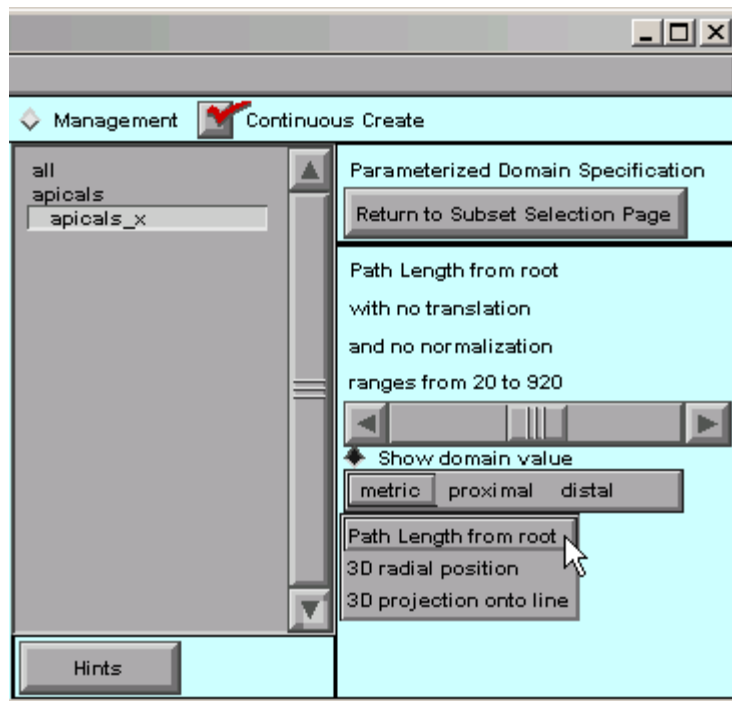 Management Continuous Create
all
apicals
apicals_x
Hints
Parameterized Domain Specification
Return to Subset Selection Page
Path Length from root
with no translation
and no normalization
ranges from 20 to 920
Show domain value
metric proximal distal
Path Length from root
3D radial position
3D projection onto line